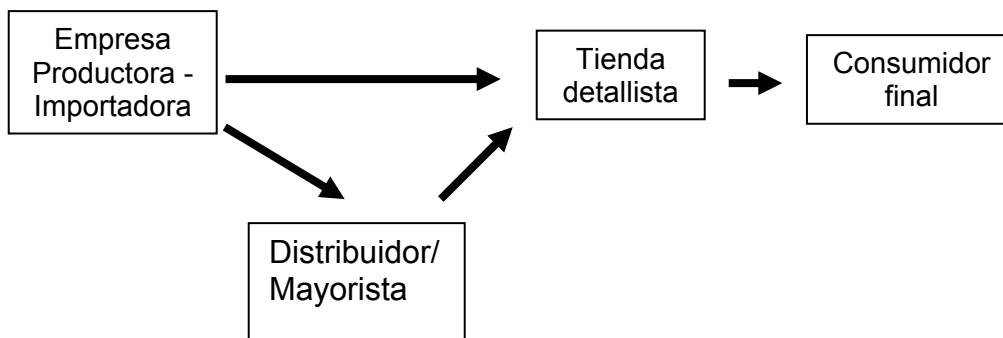 Empresa
Productora -
Importadora
Tienda
detallista
Consumidor
final
Distribuidor/
Mayorista